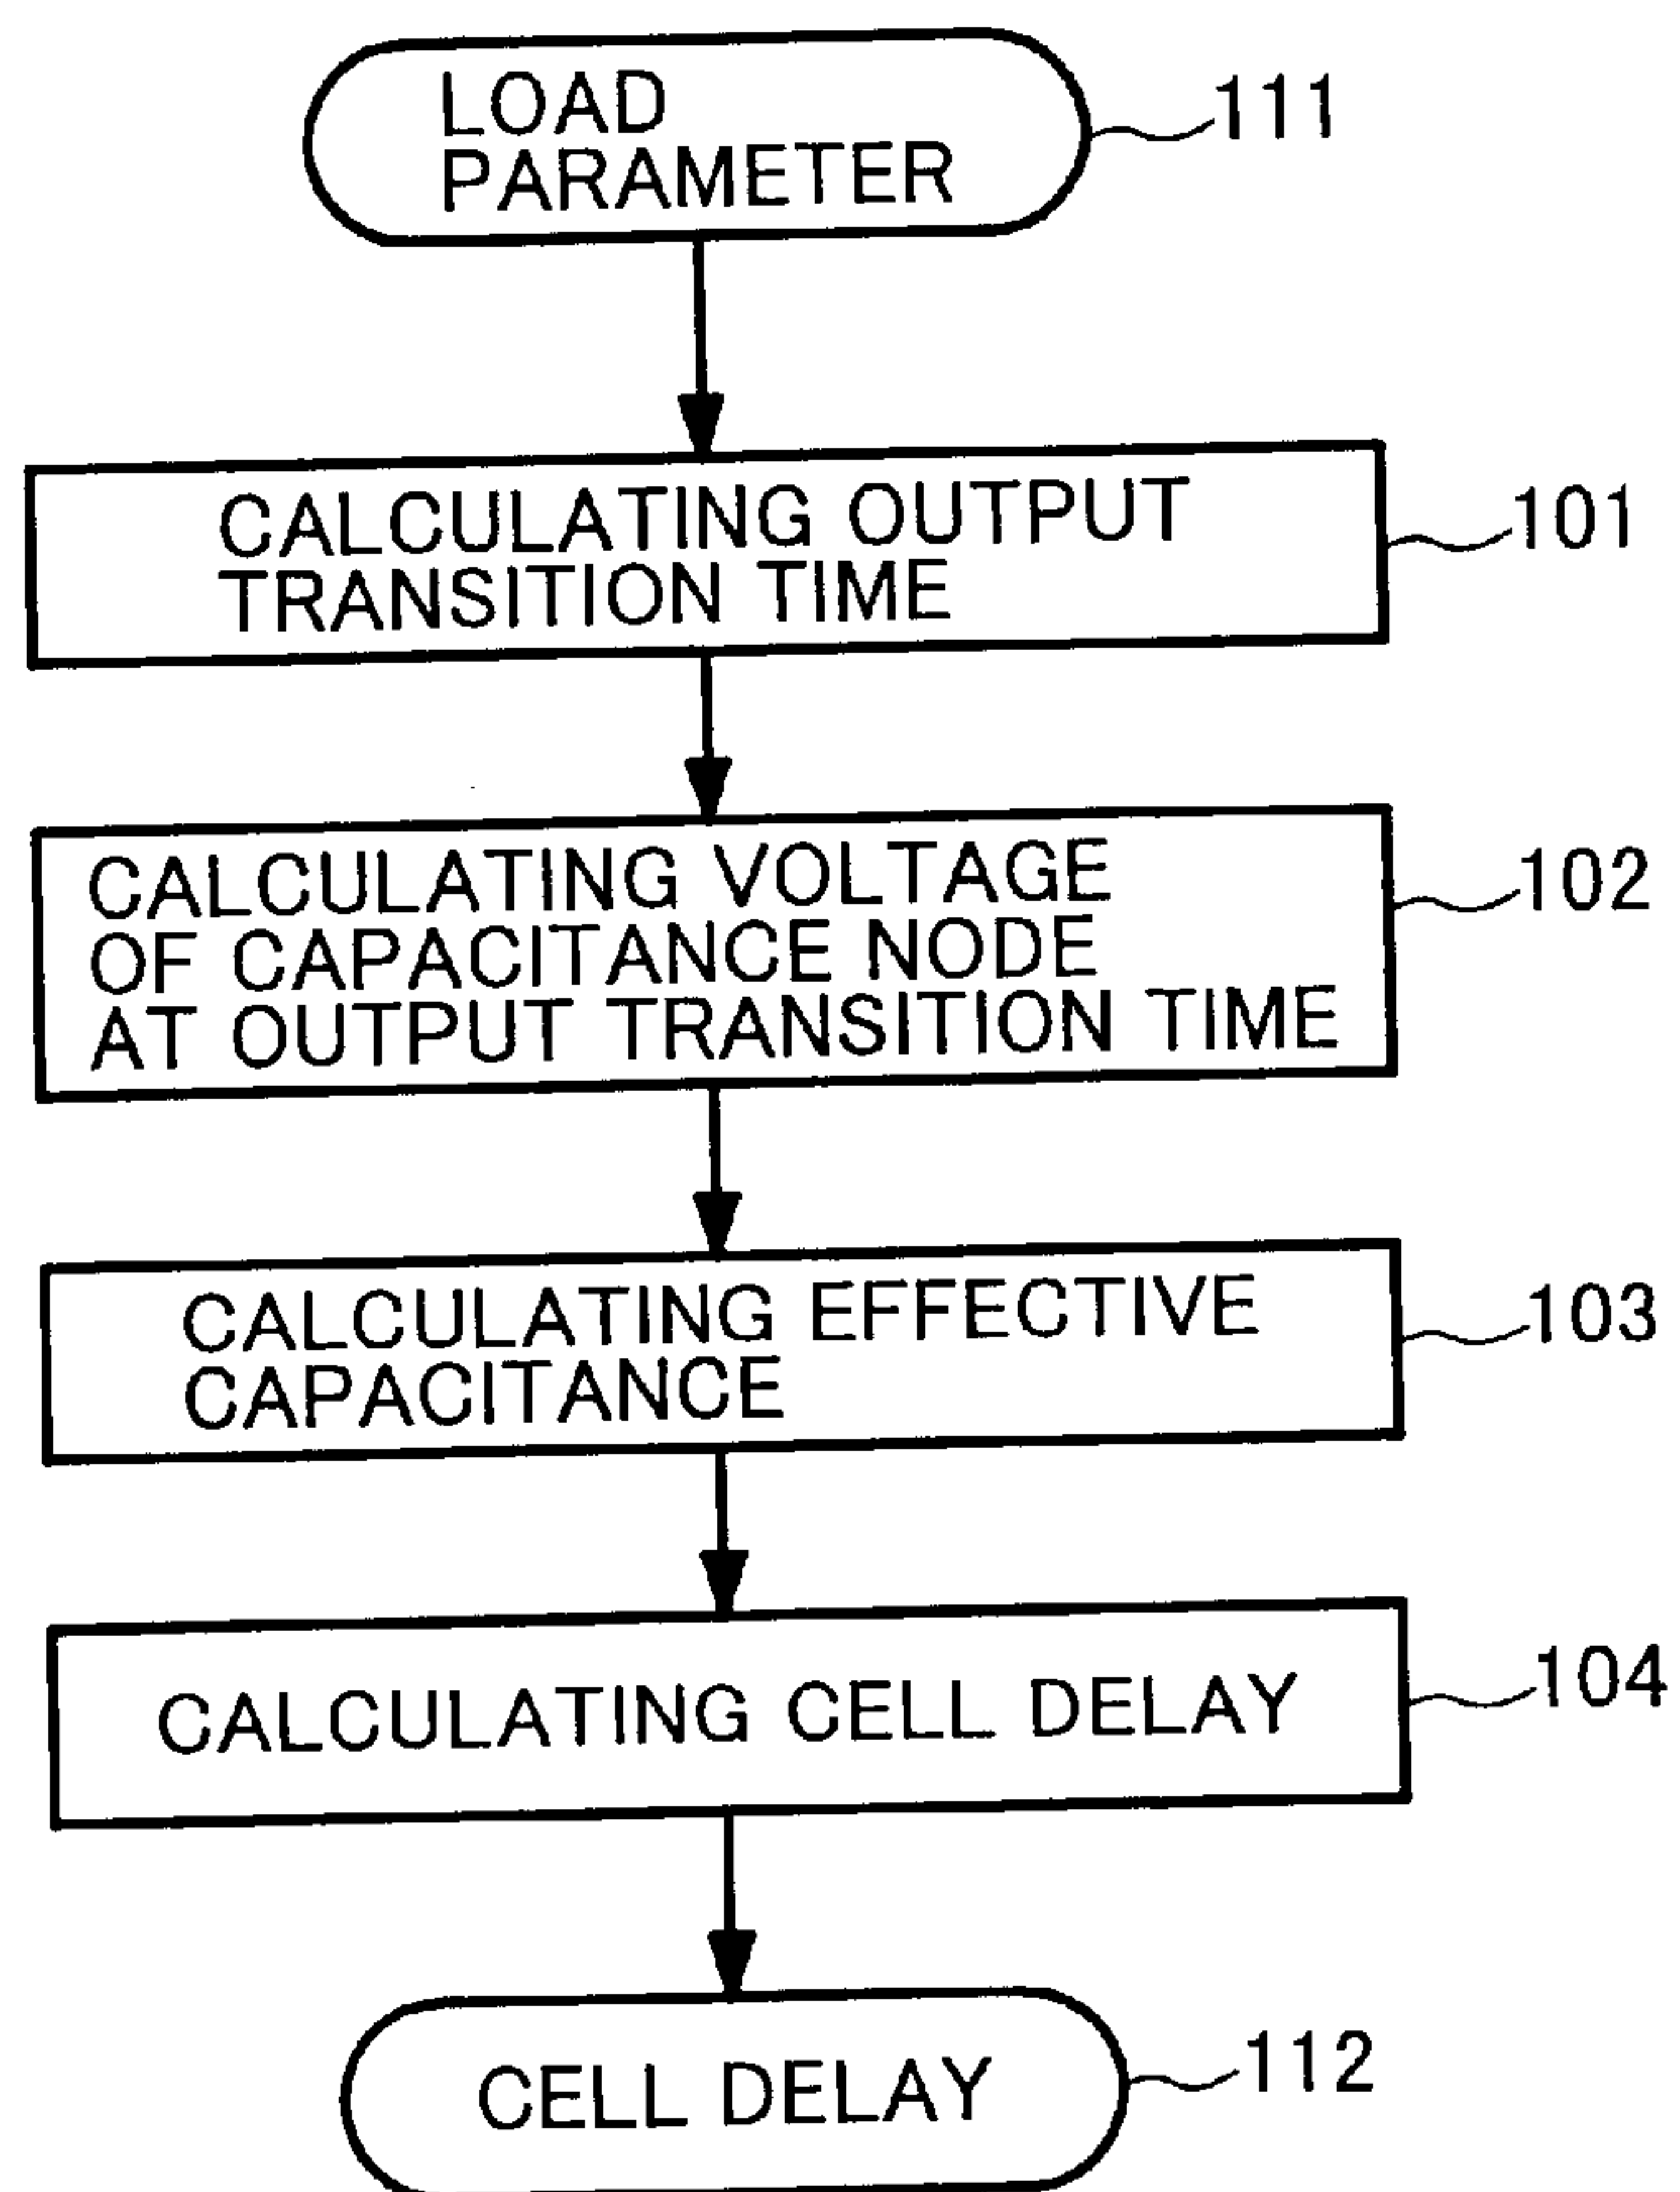 LOAD
PARAMETER
111
CALCULATING OUTPUT
TRANSITION TIME
101
CALCULATING VOLTAGE
OF CAPACITANCE NODE
AT OUTPUT TRANSITION TIME
102
CALCULATING EFFECTIVE
CAPACITANCE
103
CALCULATING CELL DELAY
104
CELL DELAY
112